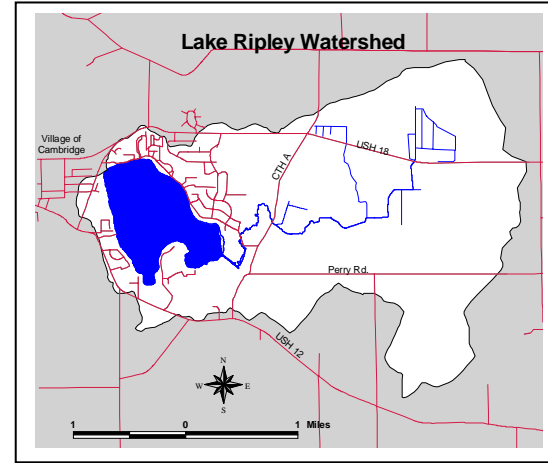 Lake Ripley Watershed
Village of
Cambridge
CTH A
USH 18
Perry Rd.
USH 12
N
W E
S
1 0 1 Miles